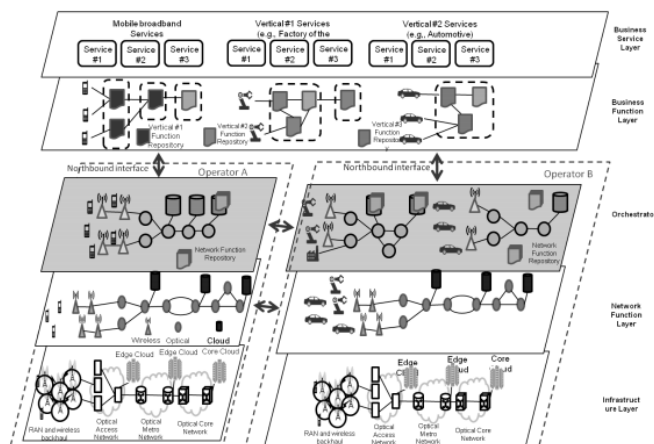 Mobile broadband
Services
Vertical #1 Services
(e.g., Factory of the
Vertical #2 Services
(e.g., Automotive)
Business
Service
Layer
Service
#1
Service
#2
Service
#3
Service
#1
Service
#2
Service
#3
Service
#1
Service
#2
Service
#3
Business
Function
Layer
Vertical #1
Function
Repository
Vertical #2
Function
Repository
Function
Repositor
y
Northbound interface
Northbound interface
Operator A
Operator B
Orchestrato
Network Function
Repository
Network
Function
Repository
Network
Function
Layer
Wireless
Optical
Cloud
Edge Cloud
Edge Cloud
Core Cloud
Edge
Edge
Core
RAN and wireless
backhaul
Optical
Access
Network
Optical
Metro
Network
Optical Core
Network
RAN and wireless
backhaul
Optical
Access
Network
Optical
Metro
Network
Optical Core
Network
Infrastruct
ure Layer